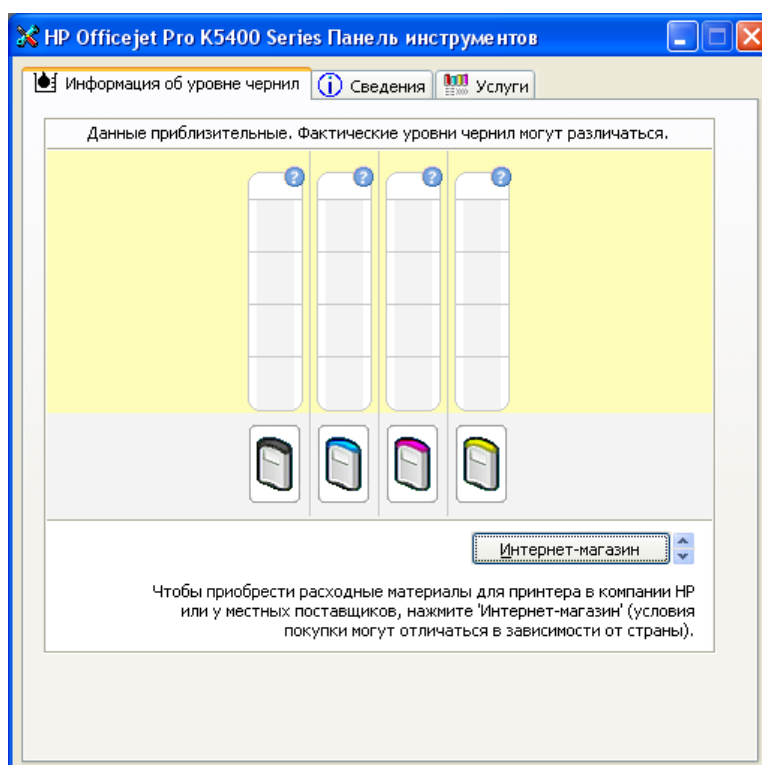 HP Officejet Pro K5400 Series Панель инструментов
Информация об уровне чернил
Сведения
Услуги
Данные приблизительные. Фактические уровни чернил могут различаться.
? ? ? ?
Интернет-магазин
Чтобы приобрести расходные материалы для принтера в компании HP
или у местных поставщиков, нажмите 'Интернет-магазин' (условия
покупки могут отличаться в зависимости от страны).